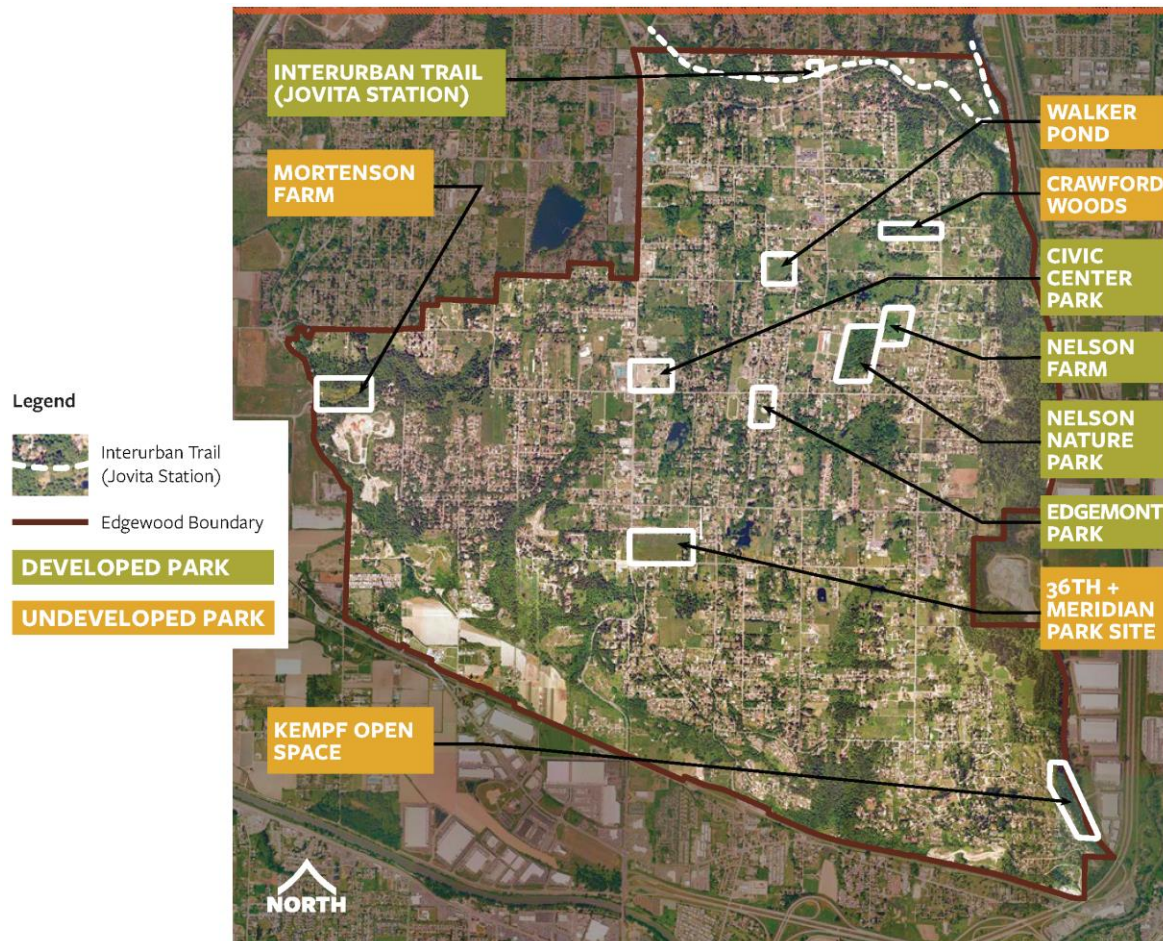 INTERURBAN TRAIL
(JOVITA STATION)
MORTENSON
FARM
WALKER
POND
CRAWFORD
WOODS
CIVIC
CENTER
PARK
NELSON
FARM
NELSON
NATURE
PARK
EDGEMONT
PARK
36TH +
MERIDIAN
PARK SITE
KEMPF OPEN
SPACE
Legend
Interurban Trail
(Jovita Station)
Edgewood Boundary
DEVELOPED PARK
UNDEVELOPED PARK
NORTH